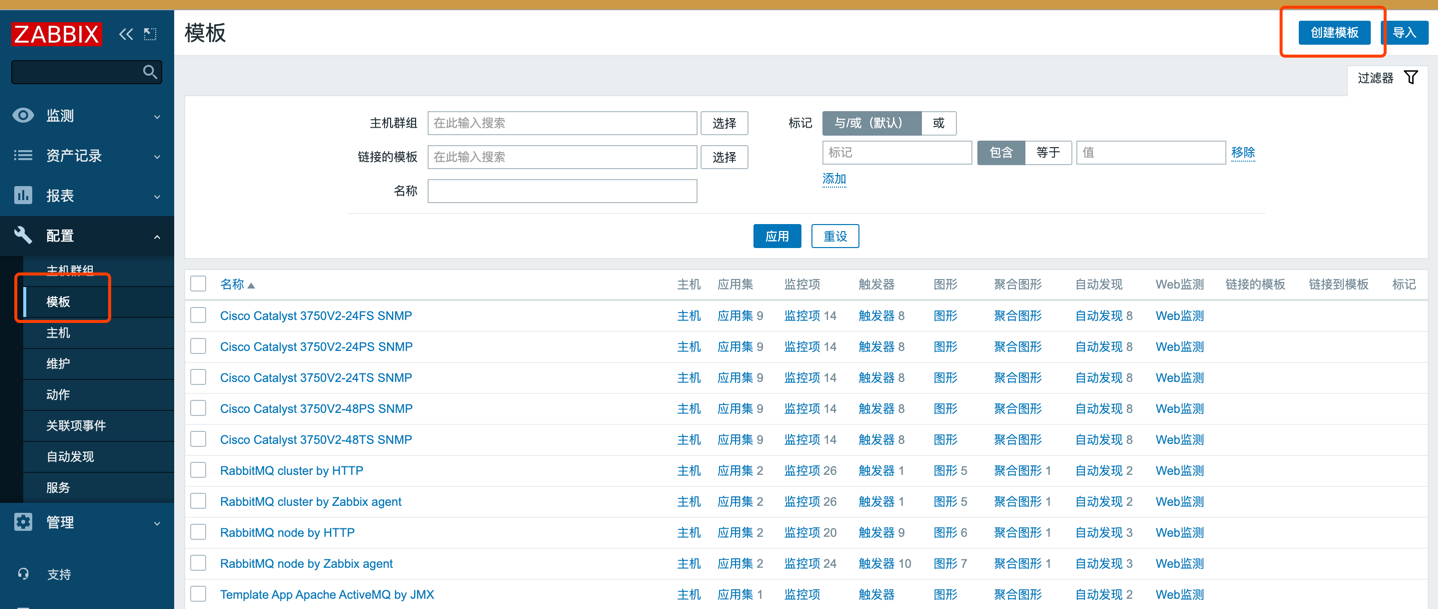 ZABBIX
模板
创建模板 导入
过滤器
监测
资产记录
报表
配置
主机群组
模板
主机
维护
动作
关联项事件
自动发现
服务
管理
支持
主机群组 在此输入搜索 选择 标记 与/或（默认） 或
链接的模板 在此输入搜索 选择 标记 包含 等于 值 移除
添加
名称
应用 重设
名称 主机 应用集 监控项 触发器 图形 聚合图形 自动发现 Web监测 链接的模板 链接到模板 标记
Cisco Catalyst 3750V2-24FS SNMP 主机 应用集 9 监控项 14 触发器 8 图形 聚合图形 自动发现 8 Web监测
Cisco Catalyst 3750V2-24PS SNMP 主机 应用集 9 监控项 14 触发器 8 图形 聚合图形 自动发现 8 Web监测
Cisco Catalyst 3750V2-24TS SNMP 主机 应用集 9 监控项 14 触发器 8 图形 聚合图形 自动发现 8 Web监测
Cisco Catalyst 3750V2-48PS SNMP 主机 应用集 9 监控项 14 触发器 8 图形 聚合图形 自动发现 8 Web监测
Cisco Catalyst 3750V2-48TS SNMP 主机 应用集 9 监控项 14 触发器 8 图形 聚合图形 自动发现 8 Web监测
RabbitMQ cluster by HTTP 主机 应用集 2 监控项 26 触发器 1 图形 5 聚合图形 1 自动发现 2 Web监测
RabbitMQ cluster by Zabbix agent 主机 应用集 2 监控项 26 触发器 1 图形 5 聚合图形 1 自动发现 2 Web监测
RabbitMQ node by HTTP 主机 应用集 2 监控项 20 触发器 9 图形 6 聚合图形 1 自动发现 3 Web监测
RabbitMQ node by Zabbix agent 主机 应用集 2 监控项 24 触发器 10 图形 7 聚合图形 1 自动发现 3 Web监测
Template App Apache ActiveMQ by JMX 主机 应用集 1 监控项 触发器 图形 聚合图形 自动发现 2 Web监测